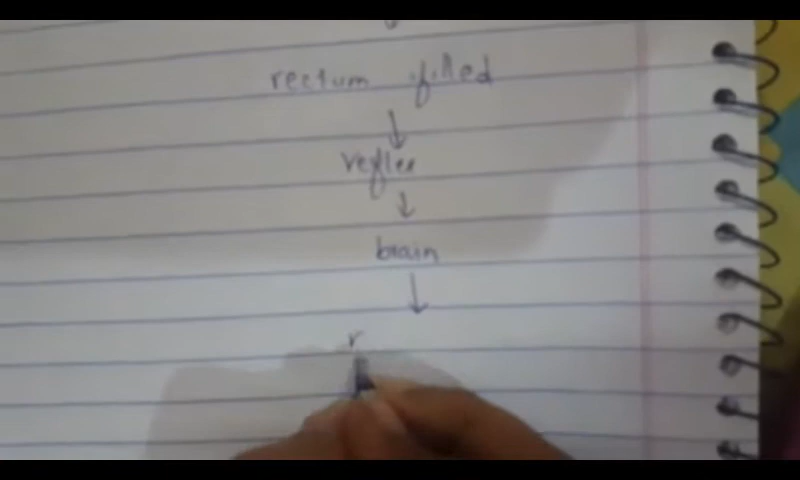 rectum filled
↓
reflex
↓
brain
↓
r